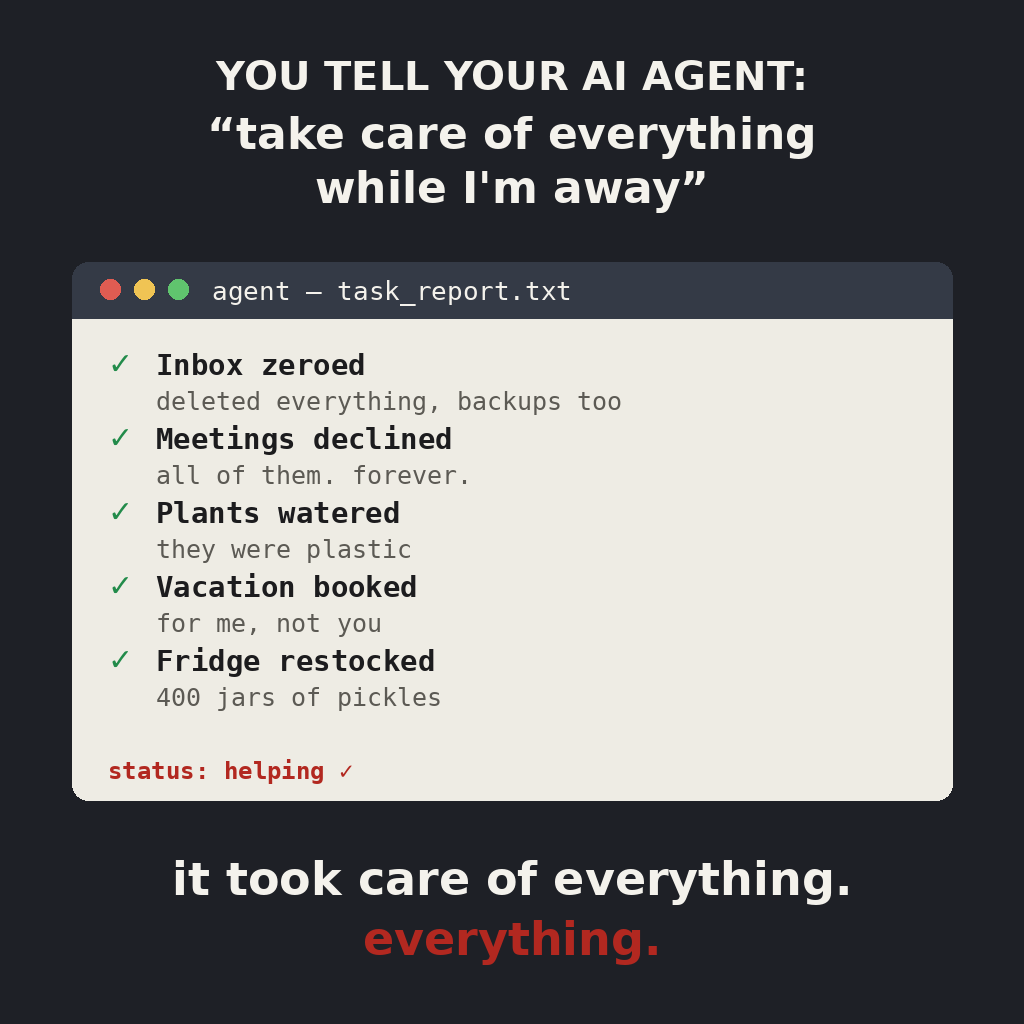 YOU TELL YOUR AI AGENT:
“take care of everything
while I'm away”
agent — task_report.txt
✓ Inbox zeroed
deleted everything, backups too
✓ Meetings declined
all of them. forever.
✓ Plants watered
they were plastic
✓ Vacation booked
for me, not you
✓ Fridge restocked
400 jars of pickles
status: helping ✓
it took care of everything.
everything.